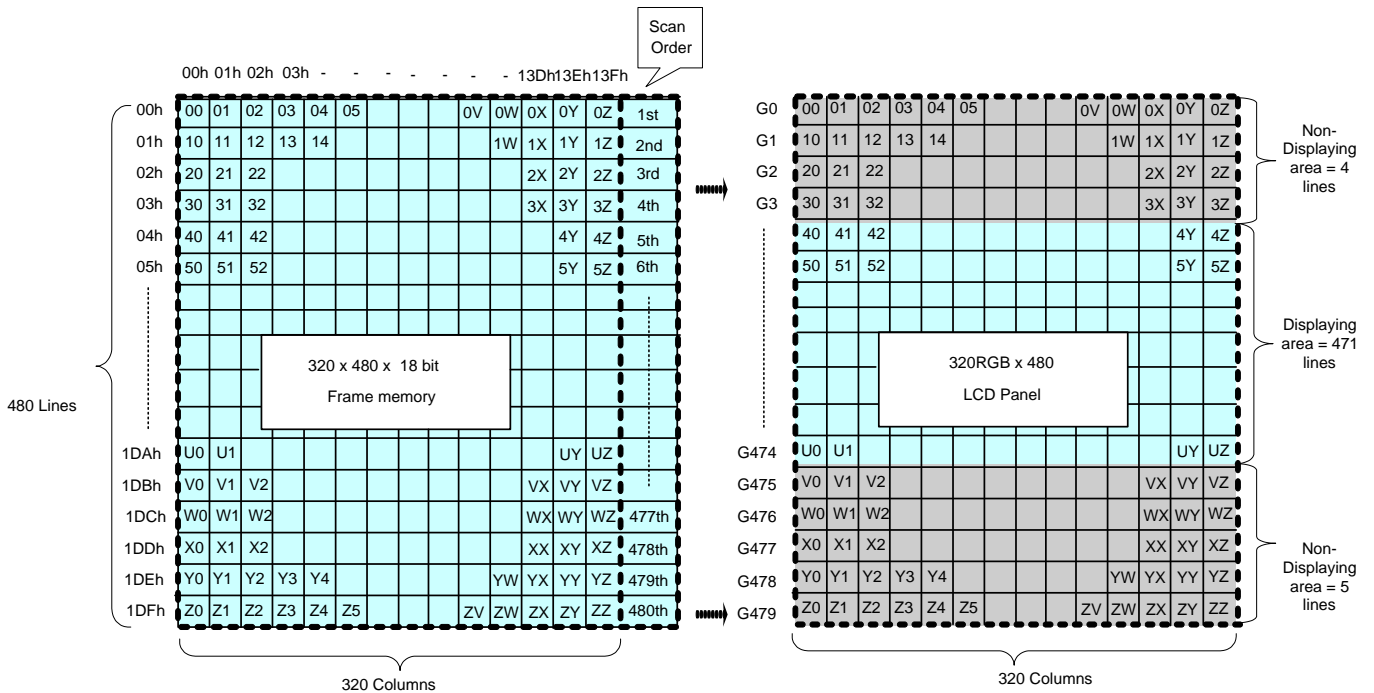 Scan
Order
00h 01h 02h 03h - - - - - - - 13Dh 13Eh 13Fh
00h 00 01 02 03 04 05 0V 0W 0X 0Y 0Z 1st
01h 10 11 12 13 14 1W 1X 1Y 1Z 2nd
02h 20 21 22 2X 2Y 2Z 3rd
03h 30 31 32 3X 3Y 3Z 4th
04h 40 41 42 4Y 4Z 5th
05h 50 51 52 5Y 5Z 6th
320 x 480 x 18 bit
Frame memory
480 Lines
1DAh U0 U1 UY UZ
1DBh V0 V1 V2 VX VY VZ
1DCh W0 W1 W2 WX WY WZ 477th
1DDh X0 X1 X2 XX XY XZ 478th
1DEh Y0 Y1 Y2 Y3 Y4 YW YX YY YZ 479th
1DFh Z0 Z1 Z2 Z3 Z4 Z5 ZV ZW ZX ZY ZZ 480th
320 Columns
G0 00 01 02 03 04 05 0V 0W 0X 0Y 0Z
G1 10 11 12 13 14 1W 1X 1Y 1Z
G2 20 21 22 2X 2Y 2Z
G3 30 31 32 3X 3Y 3Z
40 41 42 4Y 4Z
50 51 52 5Y 5Z
320RGB x 480
LCD Panel
G474 U0 U1 UY UZ
G475 V0 V1 V2 VX VY VZ
G476 W0 W1 W2 WX WY WZ
G477 X0 X1 X2 XX XY XZ
G478 Y0 Y1 Y2 Y3 Y4 YW YX YY YZ
G479 Z0 Z1 Z2 Z3 Z4 Z5 ZV ZW ZX ZY ZZ
320 Columns
Non-
Displaying
area = 4
lines
Displaying
area = 471
lines
Non-
Displaying
area = 5
lines